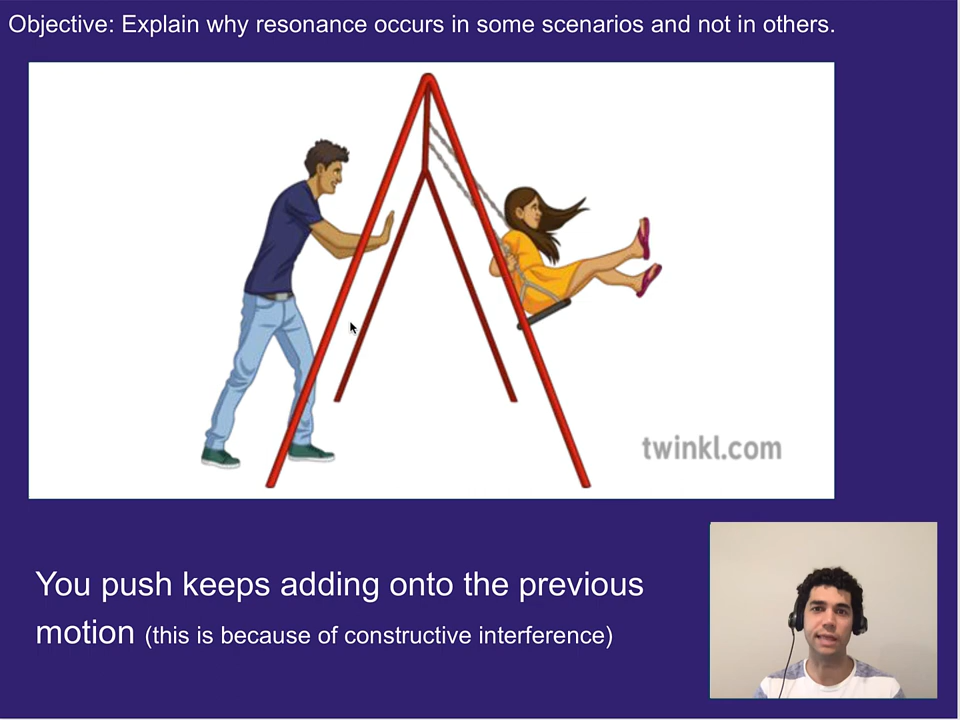 Objective: Explain why resonance occurs in some scenarios and not in others.
twinkl.com
You push keeps adding onto the previous
motion (this is because of constructive interference)